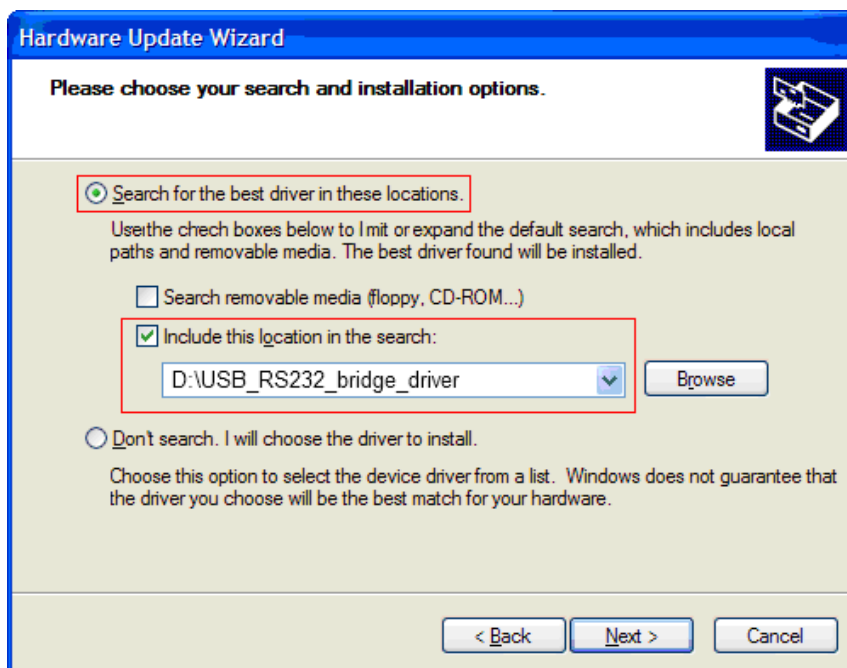 Hardware Update Wizard
Please choose your search and installation options.
Search for the best driver in these locations.
Use the chrech boxes below to lmit or expand the default search, which includes local
paths and removable media. The best driver found will be installed.
Search removable media (floppy, CD-ROM...)
Include this location in the search:
D:\USB_RS232_bridge_driver
Browse
Don't search. I will choose the driver to install.
Choose this option to select the device driver from a list. Windows does not guarantee that
the driver you choose will be the best match for your hardware.
< Back
Next >
Cancel